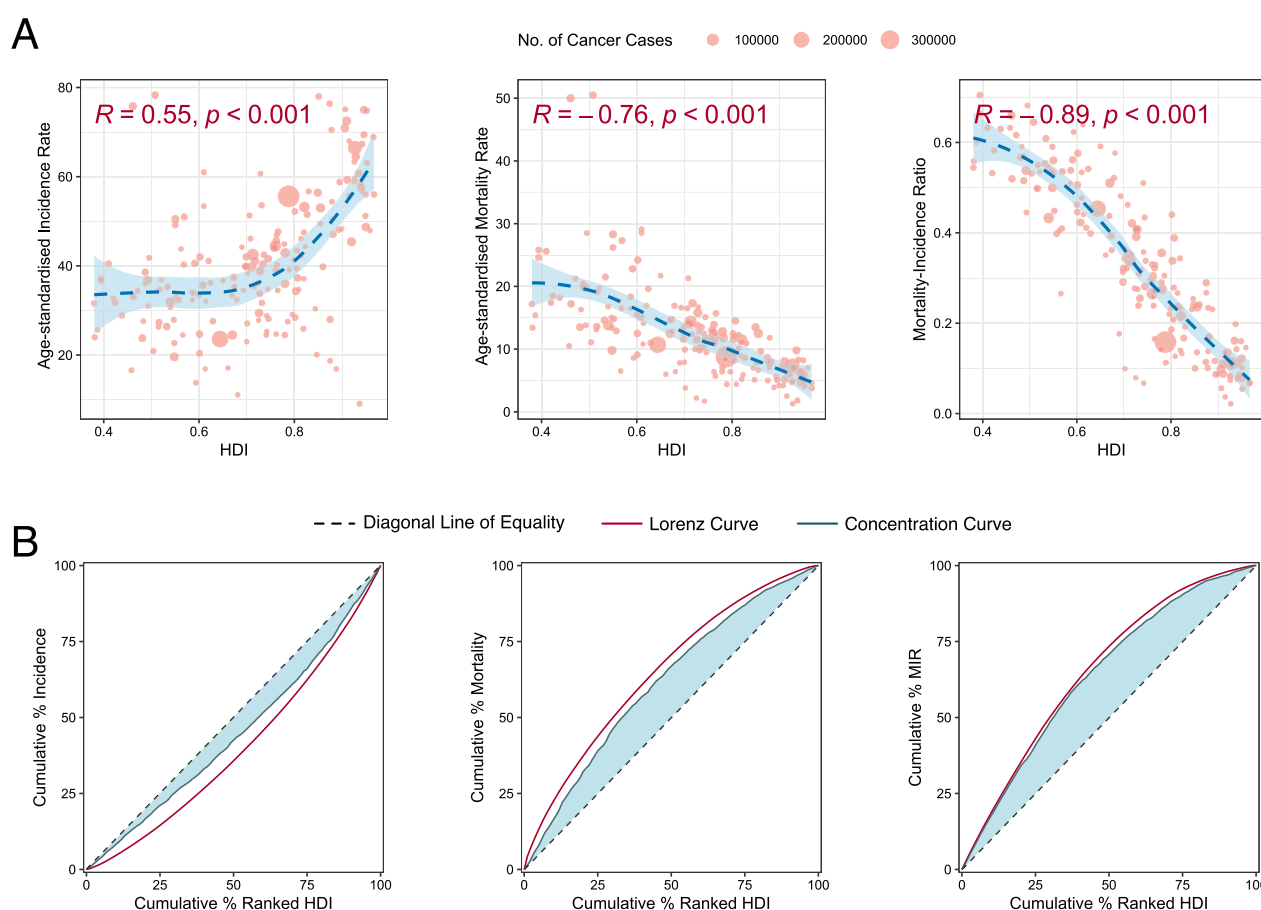 A
No. of Cancer Cases 100000 200000 300000
R = 0.55, p < 0.001
Age-standardised Incidence Rate
80
60
40
20
0.4 0.6 0.8
HDI
R = −0.76, p < 0.001
Age-standardised Mortality Rate
50
40
30
20
10
0
0.4 0.6 0.8
HDI
R = −0.89, p < 0.001
Mortality-Incidence Ratio
0.6
0.4
0.2
0.0
0.4 0.6 0.8
HDI
B
Diagonal Line of Equality Lorenz Curve Concentration Curve
Cumulative % Incidence
100
75
50
25
0
0 25 50 75 100
Cumulative % Ranked HDI
Cumulative % Mortality
100
75
50
25
0
0 25 50 75 100
Cumulative % Ranked HDI
Cumulative % MIR
100
75
50
25
0
0 25 50 75 100
Cumulative % Ranked HDI